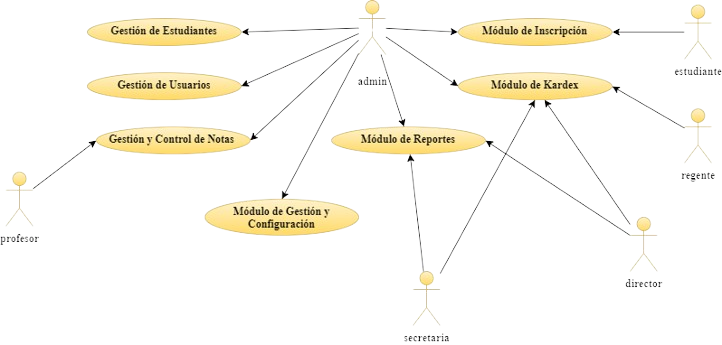 Gestión de Estudiantes
Módulo de Inscripción
estudiante
admin
Gestión de Usuarios
Módulo de Kardex
Gestión y Control de Notas
Módulo de Reportes
regente
profesor
Módulo de Gestión y
Configuración
director
secretaria